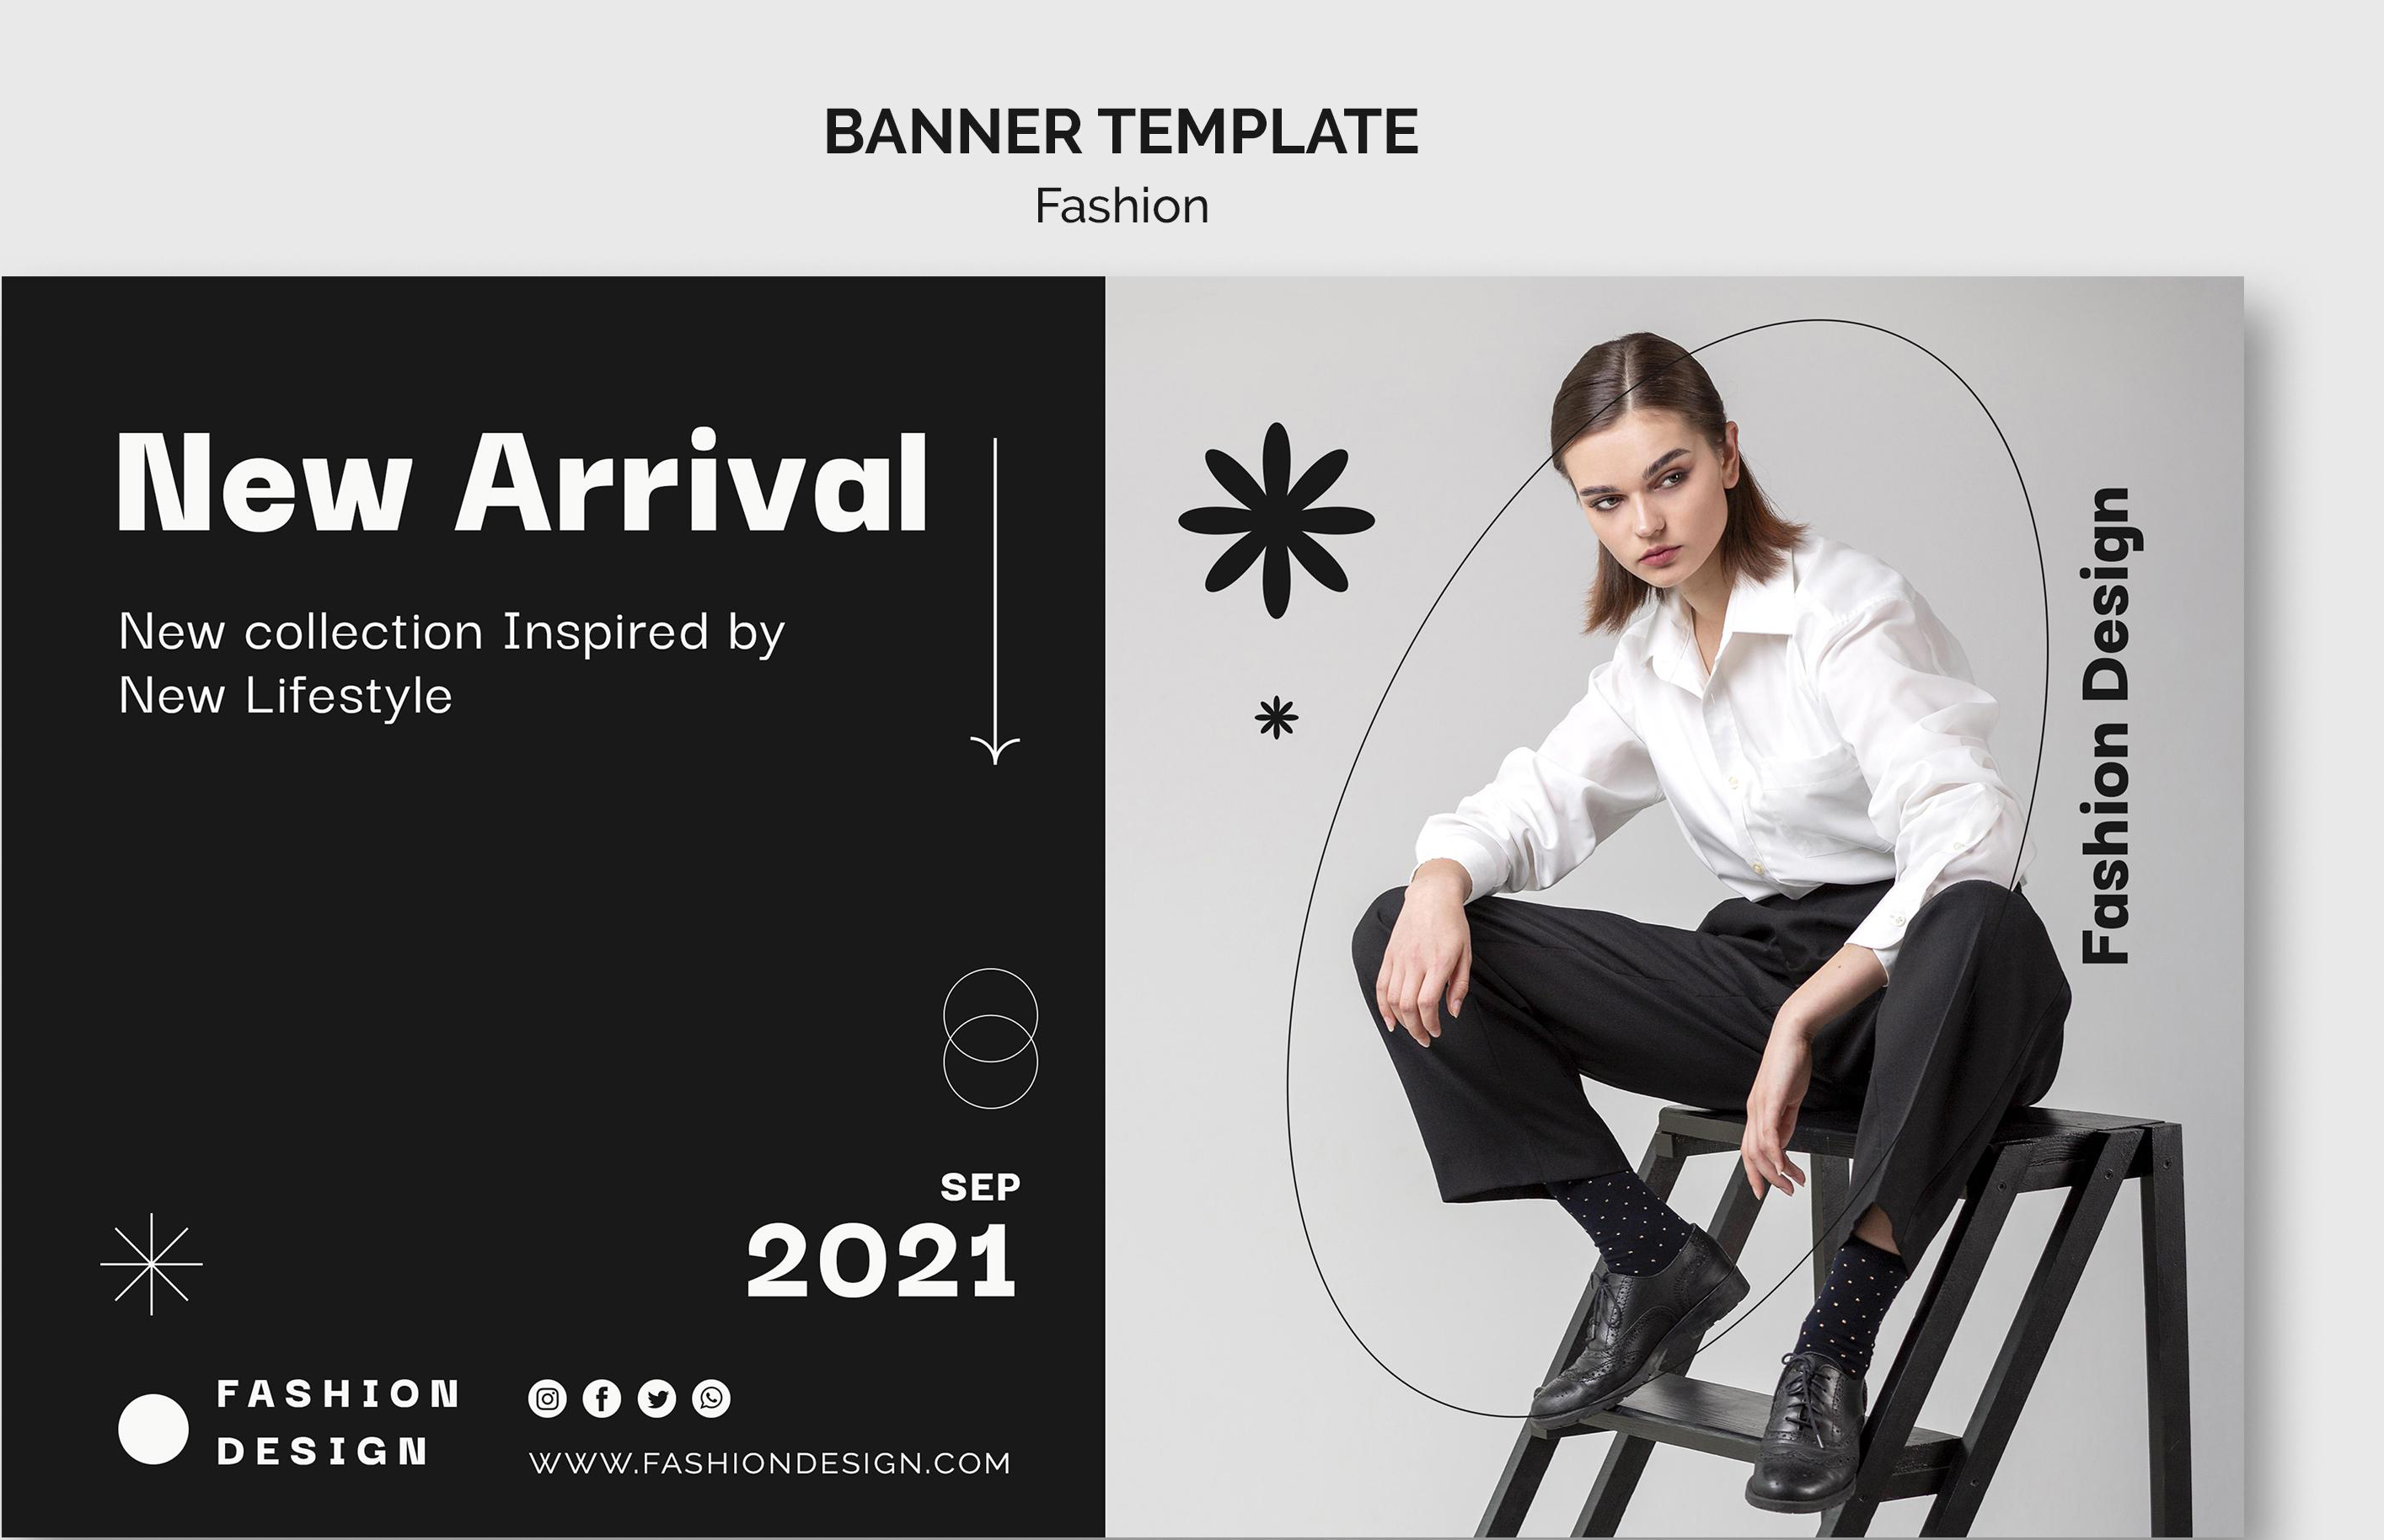 BANNER TEMPLATE
Fashion
New Arrival
New collection Inspired by
New Lifestyle
SEP
2021
FASHION
DESIGN
WWW.FASHIONDESIGN.COM
Fashion Design